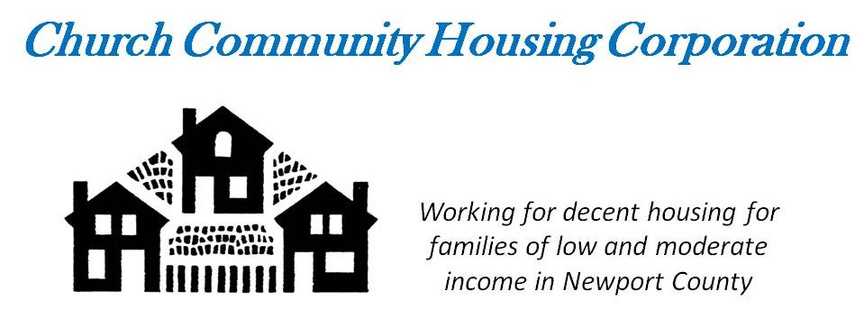 Church Community Housing Corporation
Working for decent housing for
families of low and moderate
income in Newport County